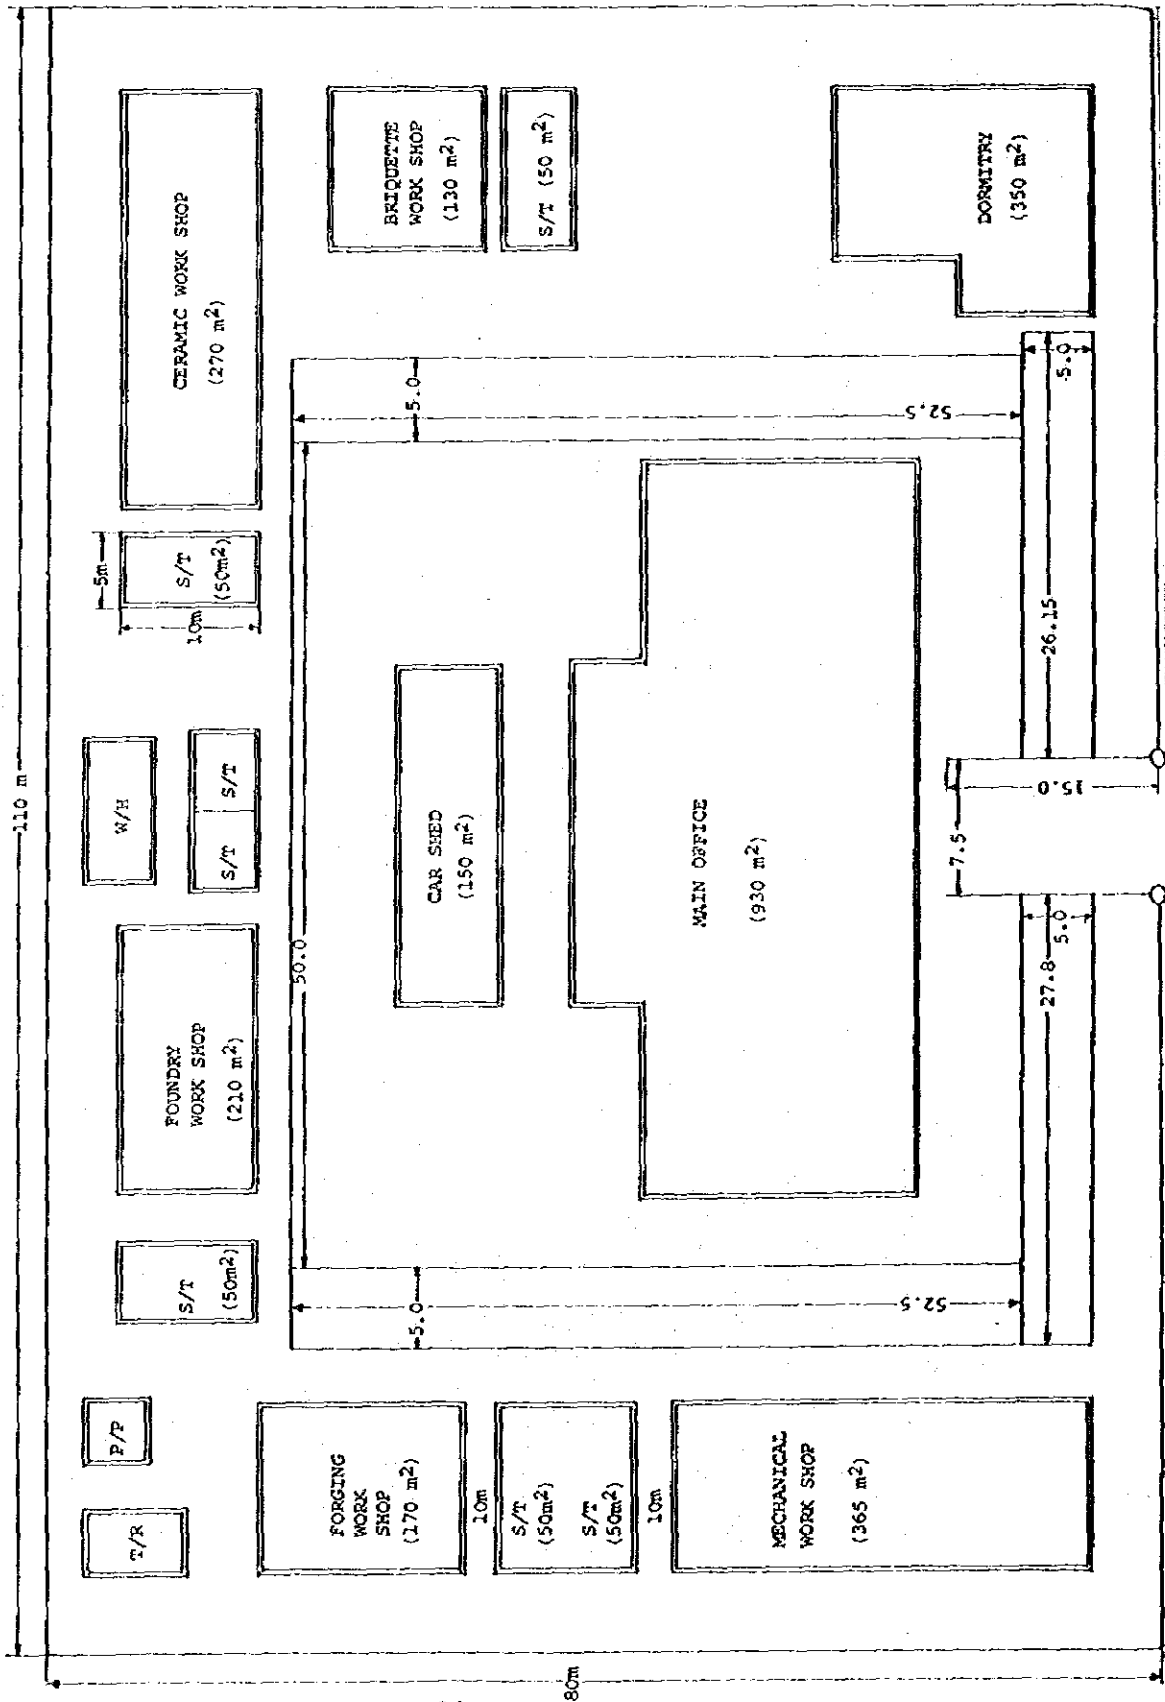 110 m
80m
T/R
P/P
S/T
(50m²)
FOUNDRY
WORK SHOP
(210 m²)
W/H
S/T
S/T
5m
10m
S/T
(50m²)
CERAMIC WORK SHOP
(270 m²)
FORGING
WORK
SHOP
(170 m²)
10m
S/T
(50m²)
S/T
(50m²)
10m
MECHANICAL
WORK SHOP
(365 m²)
50.0
5.0
52.5
CAR SHED
(150 m²)
MAIN OFFICE
(930 m²)
5.0
52.5
BRIQUETTE
WORK SHOP
(130 m²)
S/T (50 m²)
DORMITRY
(350 m²)
7.5
15.0
5.0
27.8
26.15
5.0